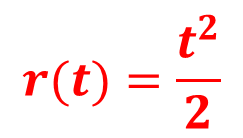 r(t) = t²/2